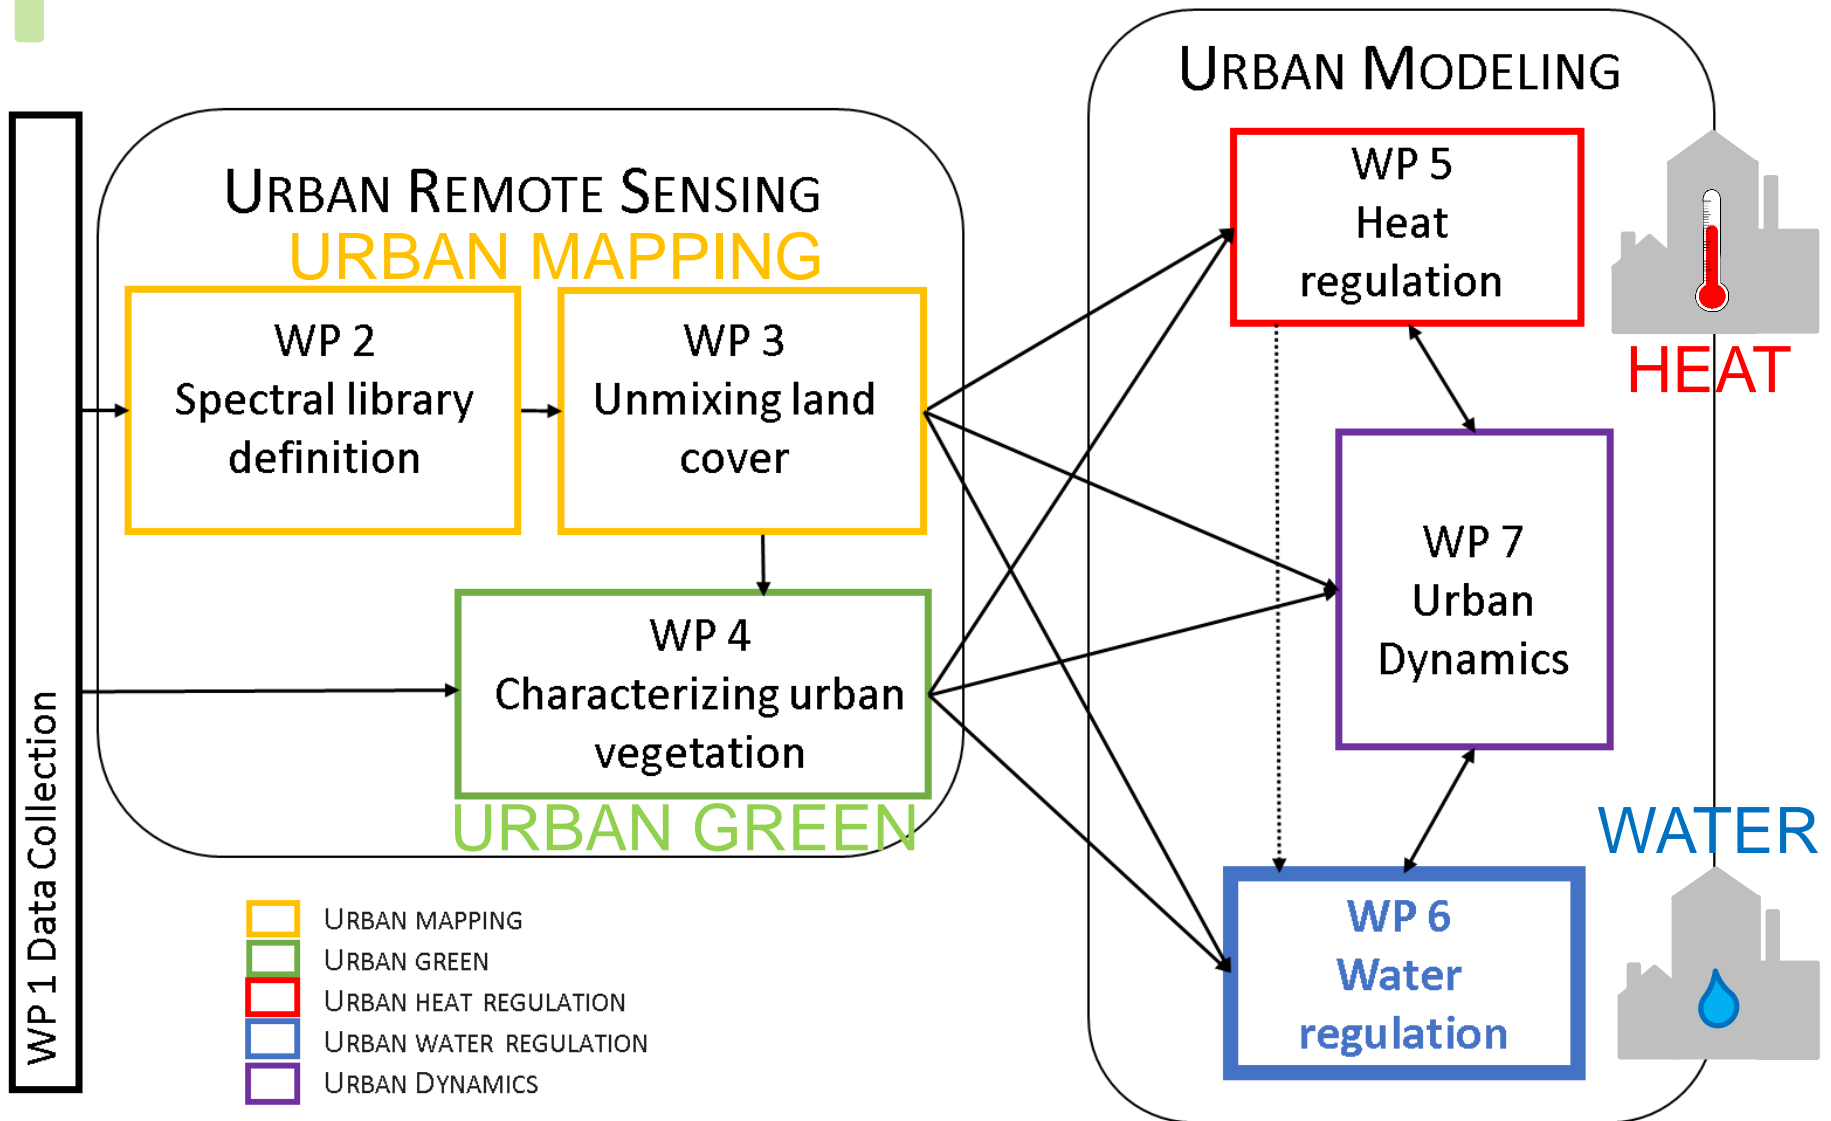 URBAN MODELING
URBAN REMOTE SENSING
URBAN MAPPING
WP 1 Data Collection
WP 2
Spectral library
definition
WP 3
Unmixing land
cover
WP 4
Characterizing urban
vegetation
URBAN GREEN
WP 5
Heat
regulation
HEAT
WP 7
Urban
Dynamics
WATER
WP 6
Water
regulation
URBAN MAPPING
URBAN GREEN
URBAN HEAT REGULATION
URBAN WATER REGULATION
URBAN DYNAMICS